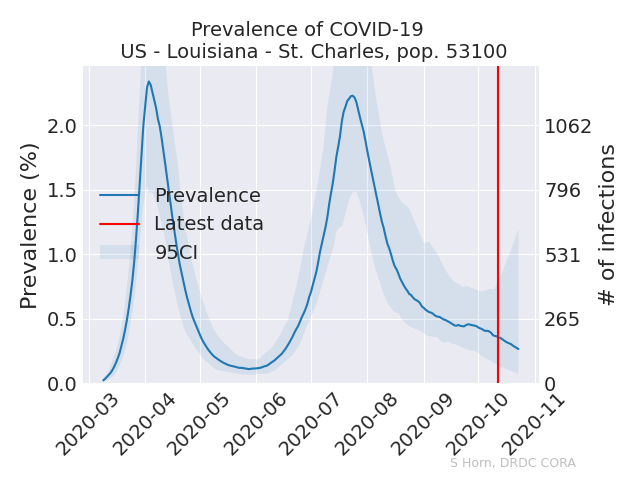 Prevalence of COVID-19
US - Louisiana - St. Charles, pop. 53100
Prevalence (%)
2.0
1.5
1.0
0.5
0.0
Prevalence
Latest data
95CI
1062
796
531
265
0
# of infections
2020-03
2020-04
2020-05
2020-06
2020-07
2020-08
2020-09
2020-10
2020-11
S Horn, DRDC CORA